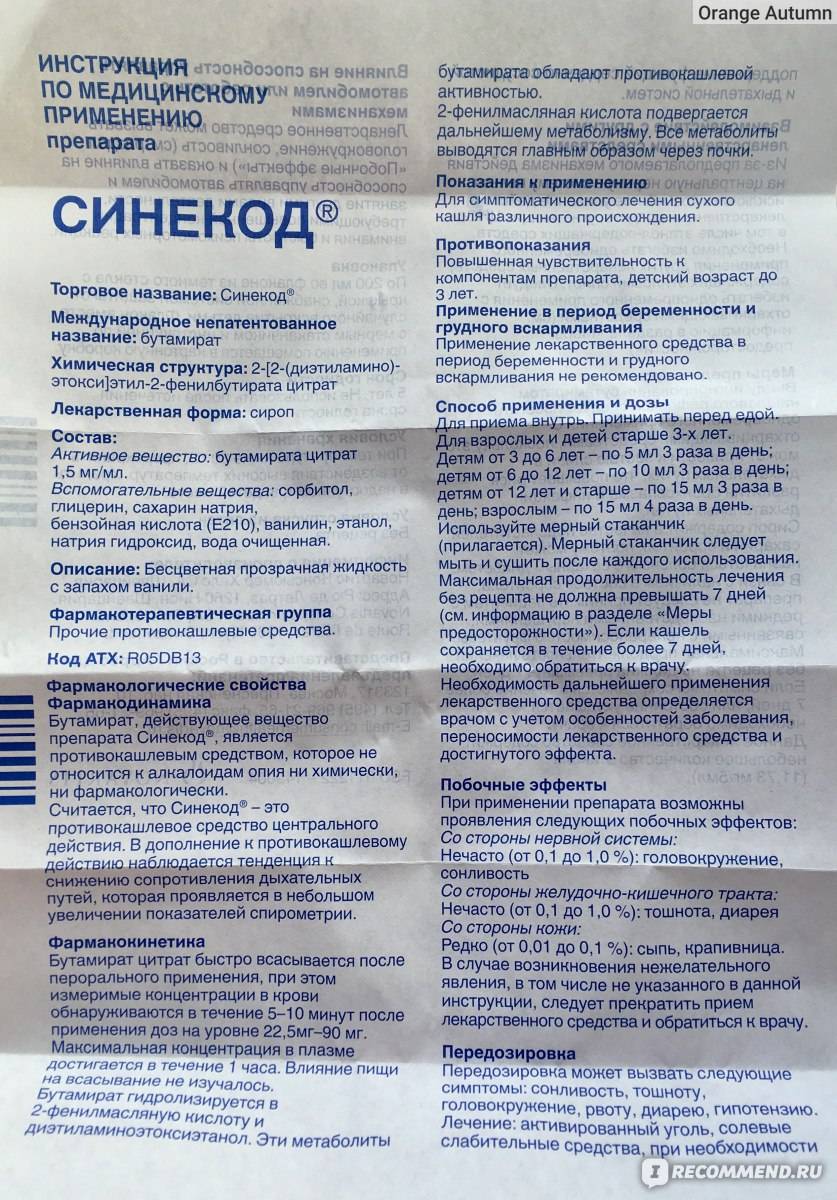 Orange Autumn
ИНСТРУКЦИЯ
ПО МЕДИЦИНСКОМУ
ПРИМЕНЕНИЮ
препарата
СИНЕКОД®
Торговое название: Синекод®
Международное непатентованное
название: бутамират
Химическая структура: 2-[2-(диэтиламино)-
этокси]этил-2-фенилбутирата цитрат
Лекарственная форма: сироп
Состав:
Активное вещество: бутамирата цитрат
1,5 мг/мл.
Вспомогательные вещества: сорбитол,
глицерин, сахарин натрия,
бензойная кислота (E210), ванилин, этанол,
натрия гидроксид, вода очищенная.
Описание: Бесцветная прозрачная жидкость
с запахом ванили.
Фармакотерапевтическая группа
Прочие противокашлевые средства.
Код АТХ: R05DB13
Фармакологические свойства
Фармакодинамика
Бутамират, действующее вещество
препарата Синекод®, является
противокашлевым средством, которое не
относится к алкалоидам опия ни химически,
ни фармакологически.
Считается, что Синекод® – это
противокашлевое средство центрального
действия. В дополнение к противокашлевому
действию наблюдается тенденция к
снижению сопротивления дыхательных
путей, которая проявляется в небольшом
увеличении показателей спирометрии.
Фармакокинетика
Бутамират цитрат быстро всасывается после
перорального применения, при этом
измеримые концентрации в крови
обнаруживаются в течение 5–10 минут после
применения доз на уровне 22,5мг–90 мг.
Максимальная концентрация в плазме
достигается в течение 1 часа. Влияние пищи
на всасывание не изучалось.
Бутамират гидролизируется в
2-фенилмасляную кислоту и
диэтиламиноэтоксиэтанол. Эти метаболиты
бутамирата обладают противокашлевой
активностью.
2-фенилмасляная кислота подвергается
дальнейшему метаболизму. Все метаболиты
выводятся главным образом через почки.
Показания к применению
Для симптоматического лечения сухого
кашля различного происхождения.
Противопоказания
Повышенная чувствительность к
компонентам препарата, детский возраст до
3 лет.
Применение в период беременности и
грудного вскармливания
Применение лекарственного средства в
период беременности и грудного
вскармливания не рекомендовано.
Способ применения и дозы
Для приема внутрь. Принимать перед едой.
Для взрослых и детей старше 3-х лет.
Детям от 3 до 6 лет – по 5 мл 3 раза в день;
детям от 6 до 12 лет – по 10 мл 3 раза в день;
детям от 12 лет и старше – по 15 мл 3 раза в
день; взрослым – по 15 мл 4 раза в день.
Используйте мерный стаканчик
(прилагается). Мерный стаканчик следует
мыть и сушить после каждого использования.
Максимальная продолжительность лечения
без рецепта не должна превышать 7 дней
(см. информацию в разделе «Меры
предосторожности»). Если кашель
сохраняется в течение более 7 дней,
необходимо обратиться к врачу.
Необходимость дальнейшего применения
лекарственного средства определяется
врачом с учетом особенностей заболевания,
переносимости лекарственного средства и
достигнутого эффекта.
Побочные эффекты
При применении препарата возможны
проявления следующих побочных эффектов:
Со стороны нервной системы:
Нечасто (от 0,1 до 1,0 %): головокружение,
сонливость
Со стороны желудочно-кишечного тракта:
Нечасто (от 0,1 до 1,0 %): тошнота, диарея
Со стороны кожи:
Редко (от 0,01 до 0,1 %): сыпь, крапивница.
В случае возникновения нежелательного
явления, в том числе не указанного в данной
инструкции, следует прекратить прием
лекарственного средства и обратиться к врачу.
Передозировка
Передозировка может вызвать следующие
симптомы: сонливость, тошноту,
головокружение, рвоту, диарею, гипотензию.
Лечение: активированный уголь, солевые
слабительные средства, при необходимости
I RECOMMEND.RU